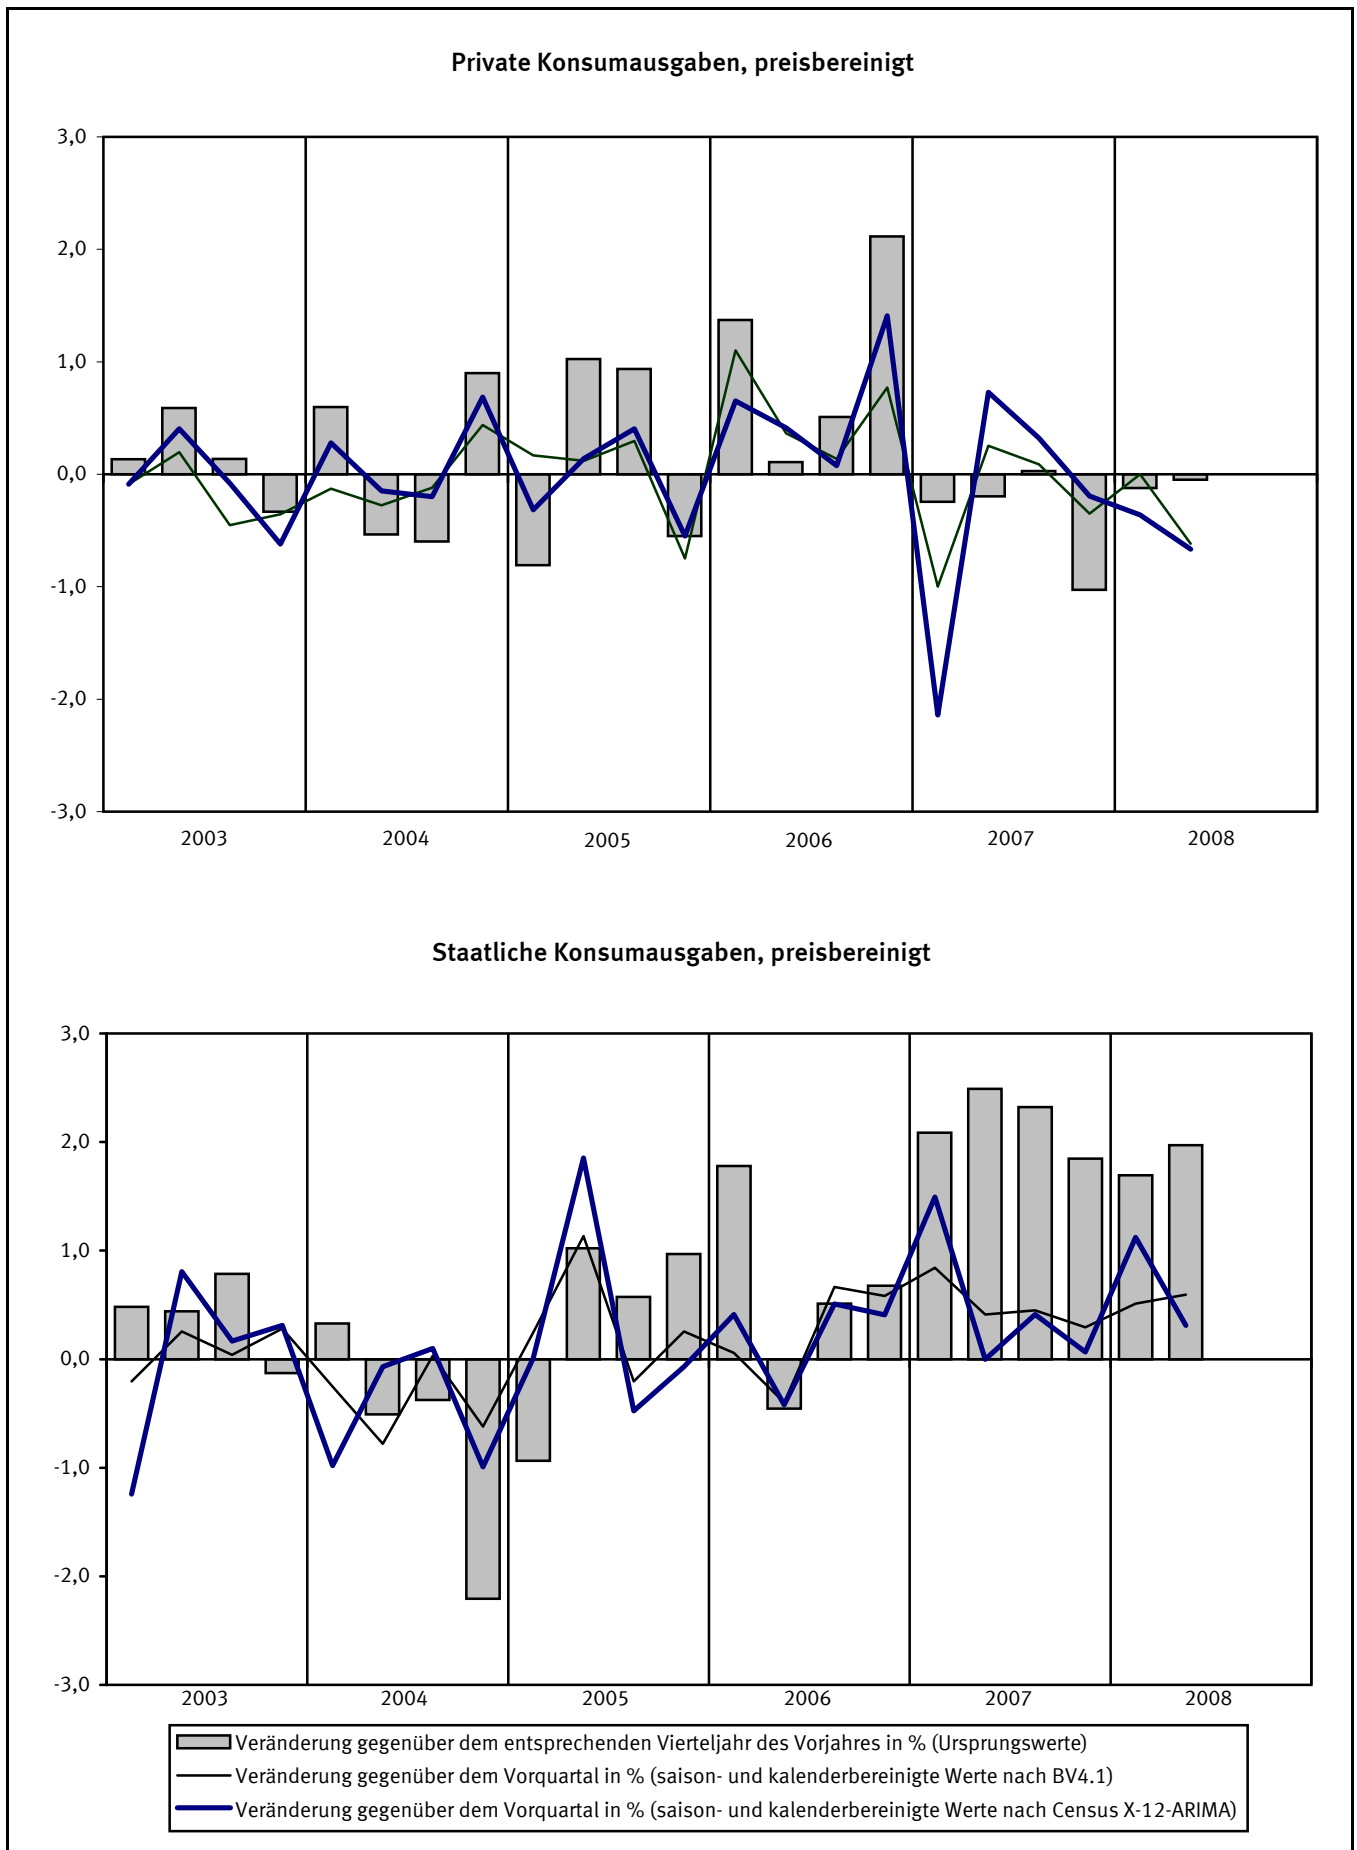 Private Konsumausgaben, preisbereinigt
3,0
2,0
1,0
0,0
-1,0
-2,0
-3,0
2003 2004 2005 2006 2007 2008
Staatliche Konsumausgaben, preisbereinigt
3,0
2,0
1,0
0,0
-1,0
-2,0
-3,0
2003 2004 2005 2006 2007 2008
Veränderung gegenüber dem entsprechenden Vierteljahr des Vorjahres in % (Ursprungswerte)
Veränderung gegenüber dem Vorquartal in % (saison- und kalenderbereinigte Werte nach BV4.1)
Veränderung gegenüber dem Vorquartal in % (saison- und kalenderbereinigte Werte nach Census X-12-ARIMA)